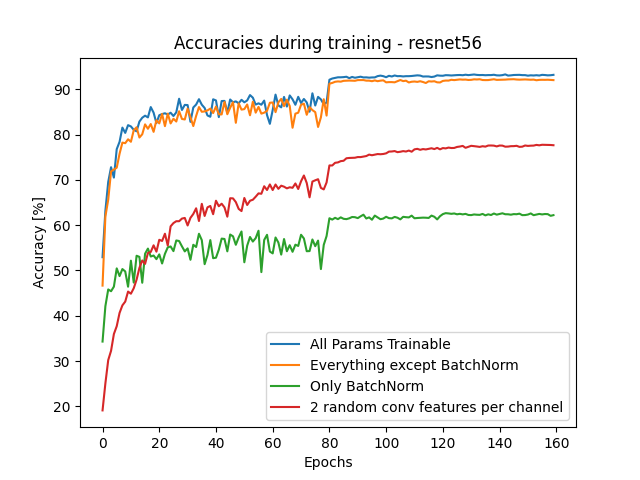 Accuracies during training - resnet56
Accuracy [%]
90
80
70
60
50
40
30
20
0
20
40
60
80
100
120
140
160
Epochs
All Params Trainable
Everything except BatchNorm
Only BatchNorm
2 random conv features per channel